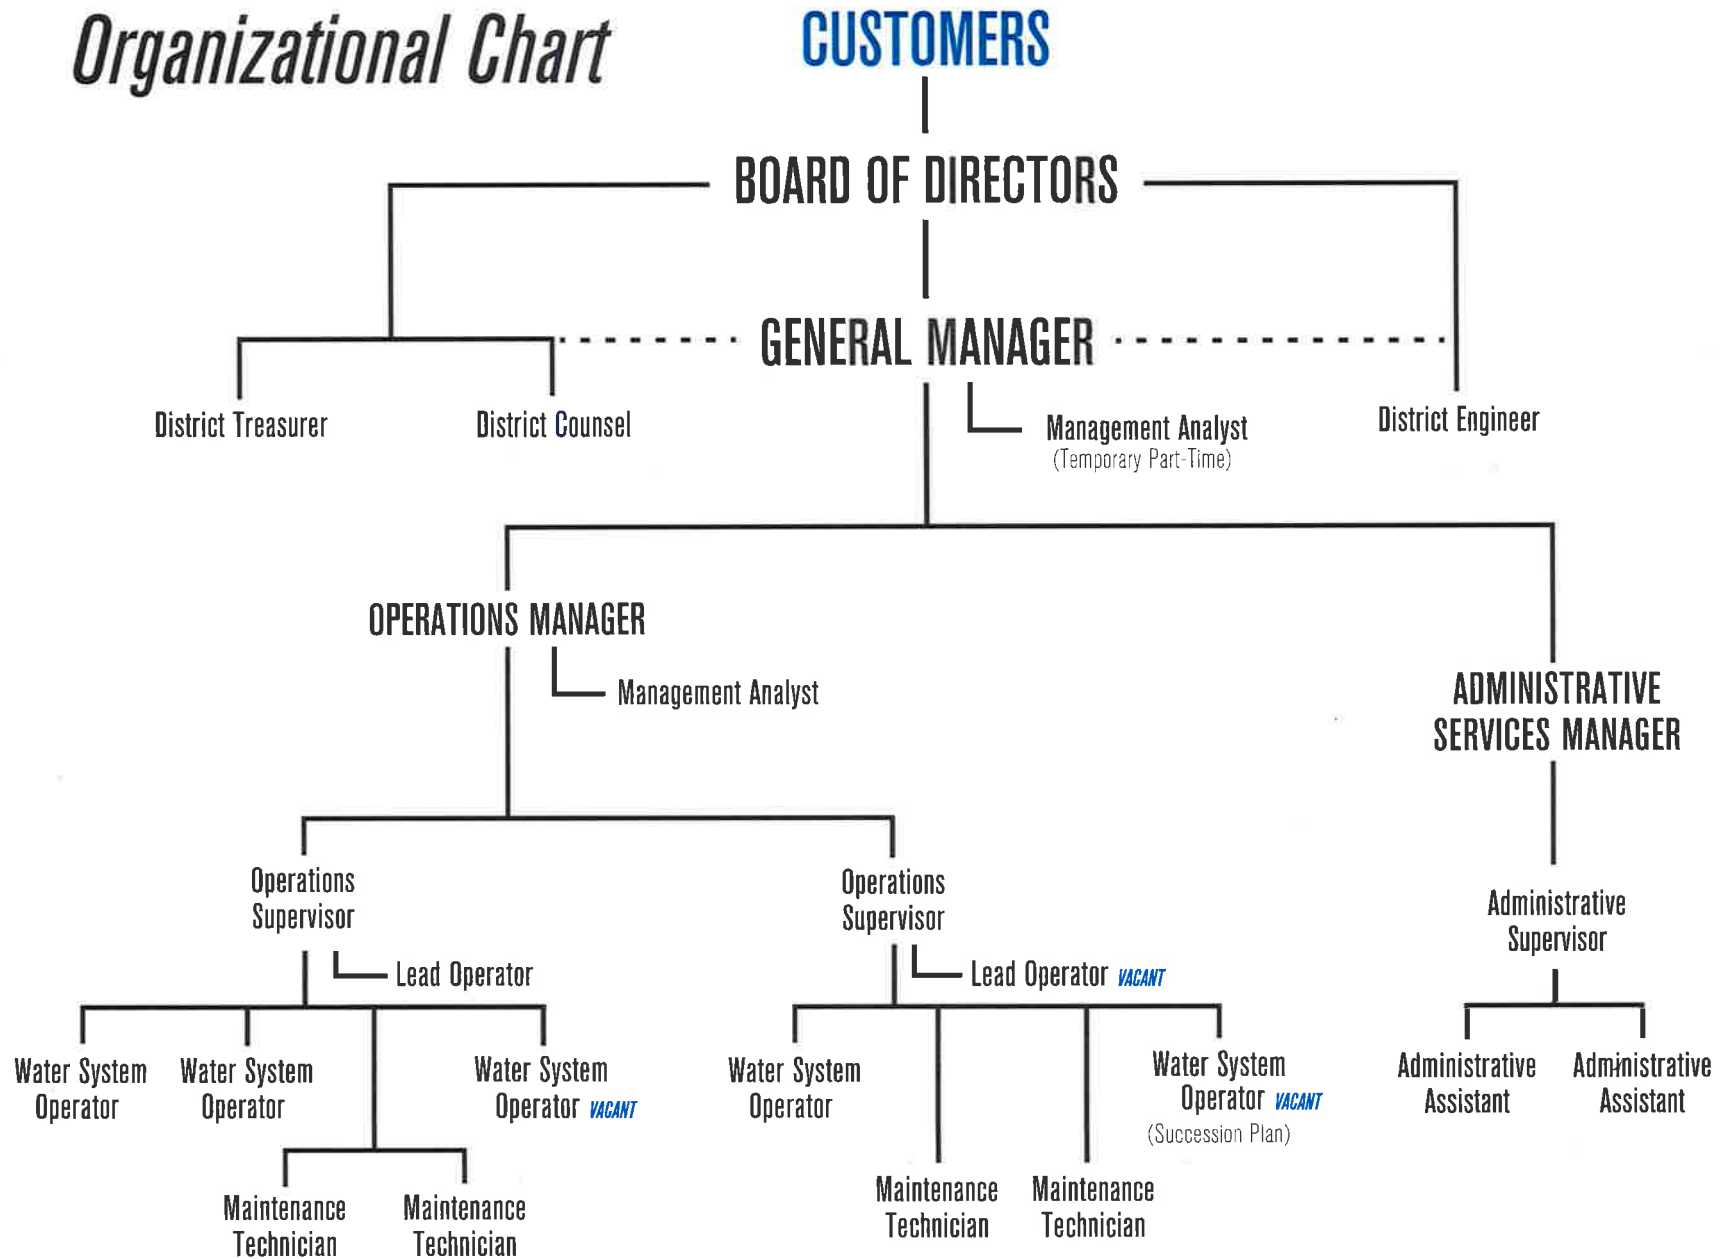 Organizational Chart
CUSTOMERS
BOARD OF DIRECTORS
GENERAL MANAGER
District Treasurer
District Counsel
Management Analyst
(Temporary Part-Time)
District Engineer
OPERATIONS MANAGER
Management Analyst
ADMINISTRATIVE
SERVICES MANAGER
Operations
Supervisor
Lead Operator
Operations
Supervisor
Lead Operator VACANT
Administrative
Supervisor
Water System
Operator
Water System
Operator
Water System
Operator VACANT
Maintenance
Technician
Maintenance
Technician
Water System
Operator
Water System
Operator VACANT
(Succession Plan)
Maintenance
Technician
Maintenance
Technician
Administrative
Assistant
Administrative
Assistant